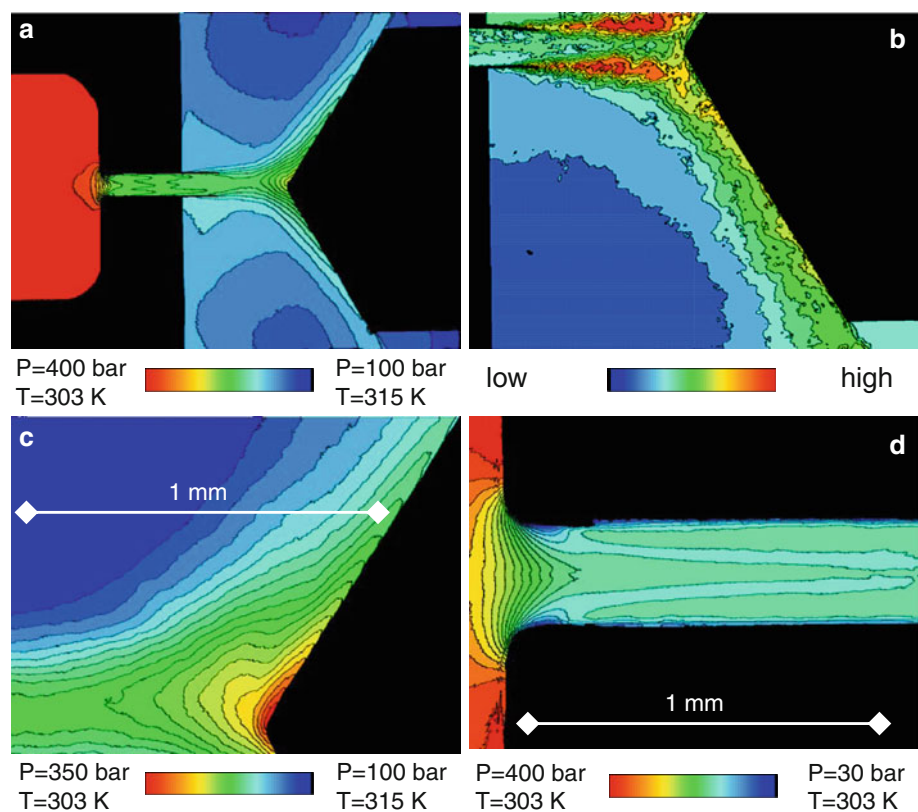 a
b
P=400 bar
T=303 K
P=100 bar
T=315 K
low
high
c
1 mm
d
1 mm
P=350 bar
T=303 K
P=100 bar
T=315 K
P=400 bar
T=303 K
P=30 bar
T=303 K